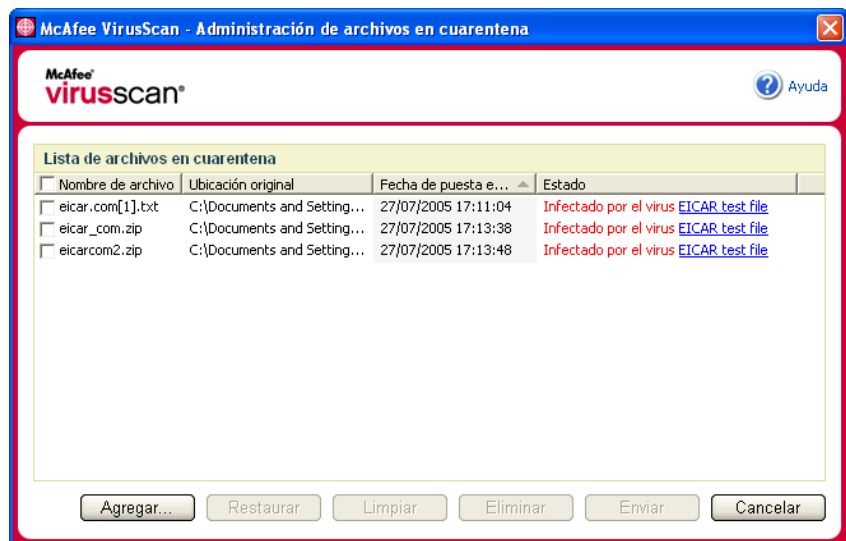 McAfee VirusScan - Administración de archivos en cuarentena
McAfee®
virusscan®
Ayuda
Lista de archivos en cuarentena
Nombre de archivo Ubicación original Fecha de puesta e... Estado
eicar.com[1].txt C:\Documents and Setting... 27/07/2005 17:11:04 Infectado por el virus EICAR test file
eicar_com.zip C:\Documents and Setting... 27/07/2005 17:13:38 Infectado por el virus EICAR test file
eicarcom2.zip C:\Documents and Setting... 27/07/2005 17:13:48 Infectado por el virus EICAR test file
Agregar... Restaurar Limpiar Eliminar Enviar Cancelar